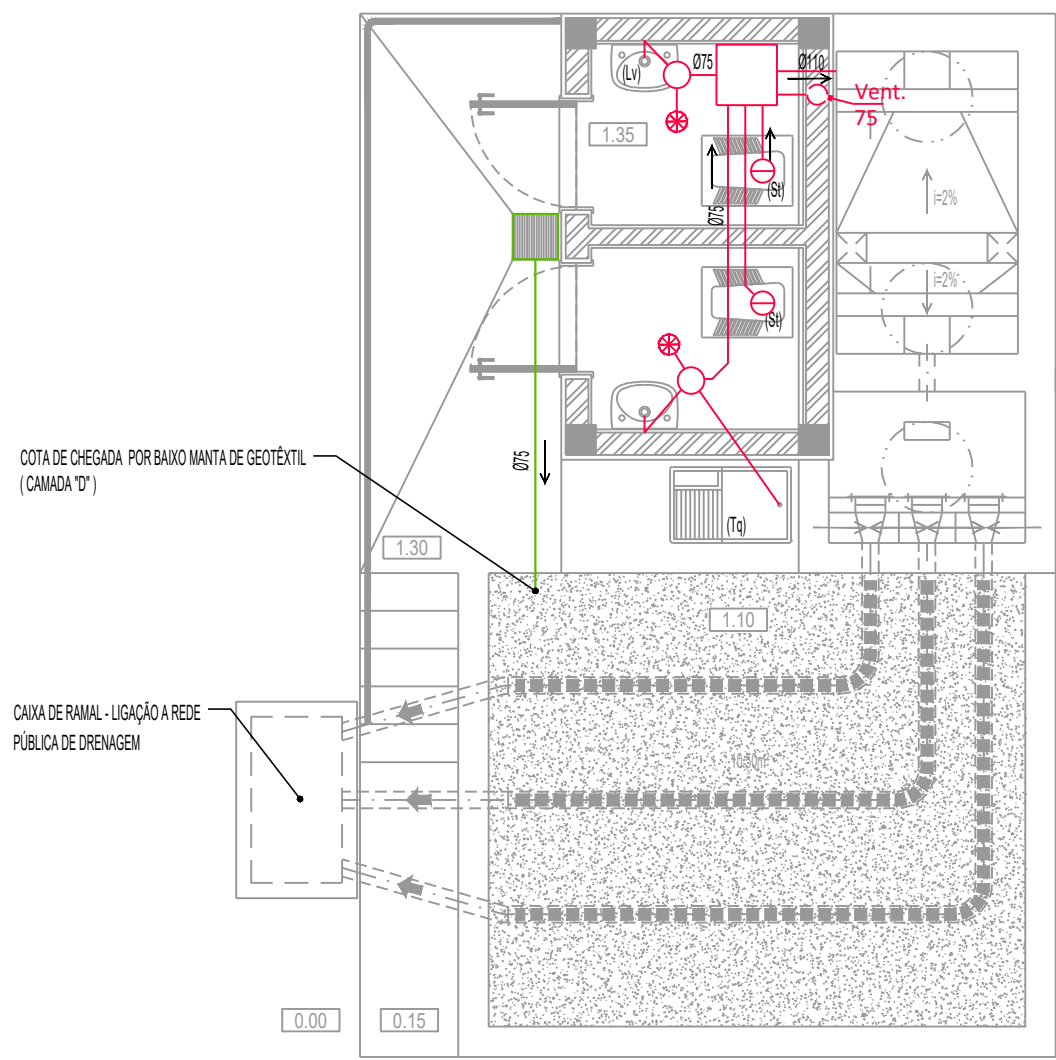 (Lv)
Ø75
Ø110
Vent.
75
1.35
(St)
i=2%
Ø75
i=2%
(St)
COTA DE CHEGADA POR BAIXO MANTA DE GEOTÊXTIL
( CAMADA "D" )
Ø75
(Tq)
1.30
1.10
CAIXA DE RAMAL - LIGAÇÃO A REDE
PÚBLICA DE DRENAGEM
0.00
0.15